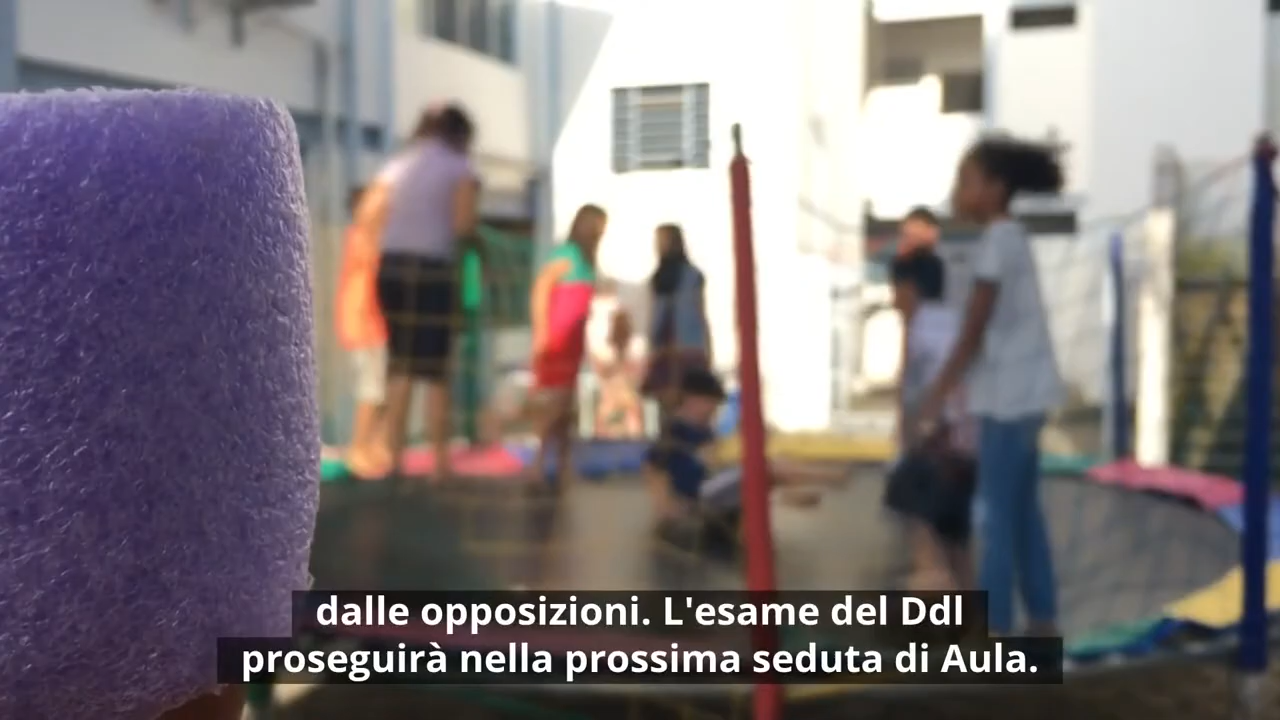 dalle opposizioni. L'esame del Ddl
proseguirà nella prossima seduta di Aula.